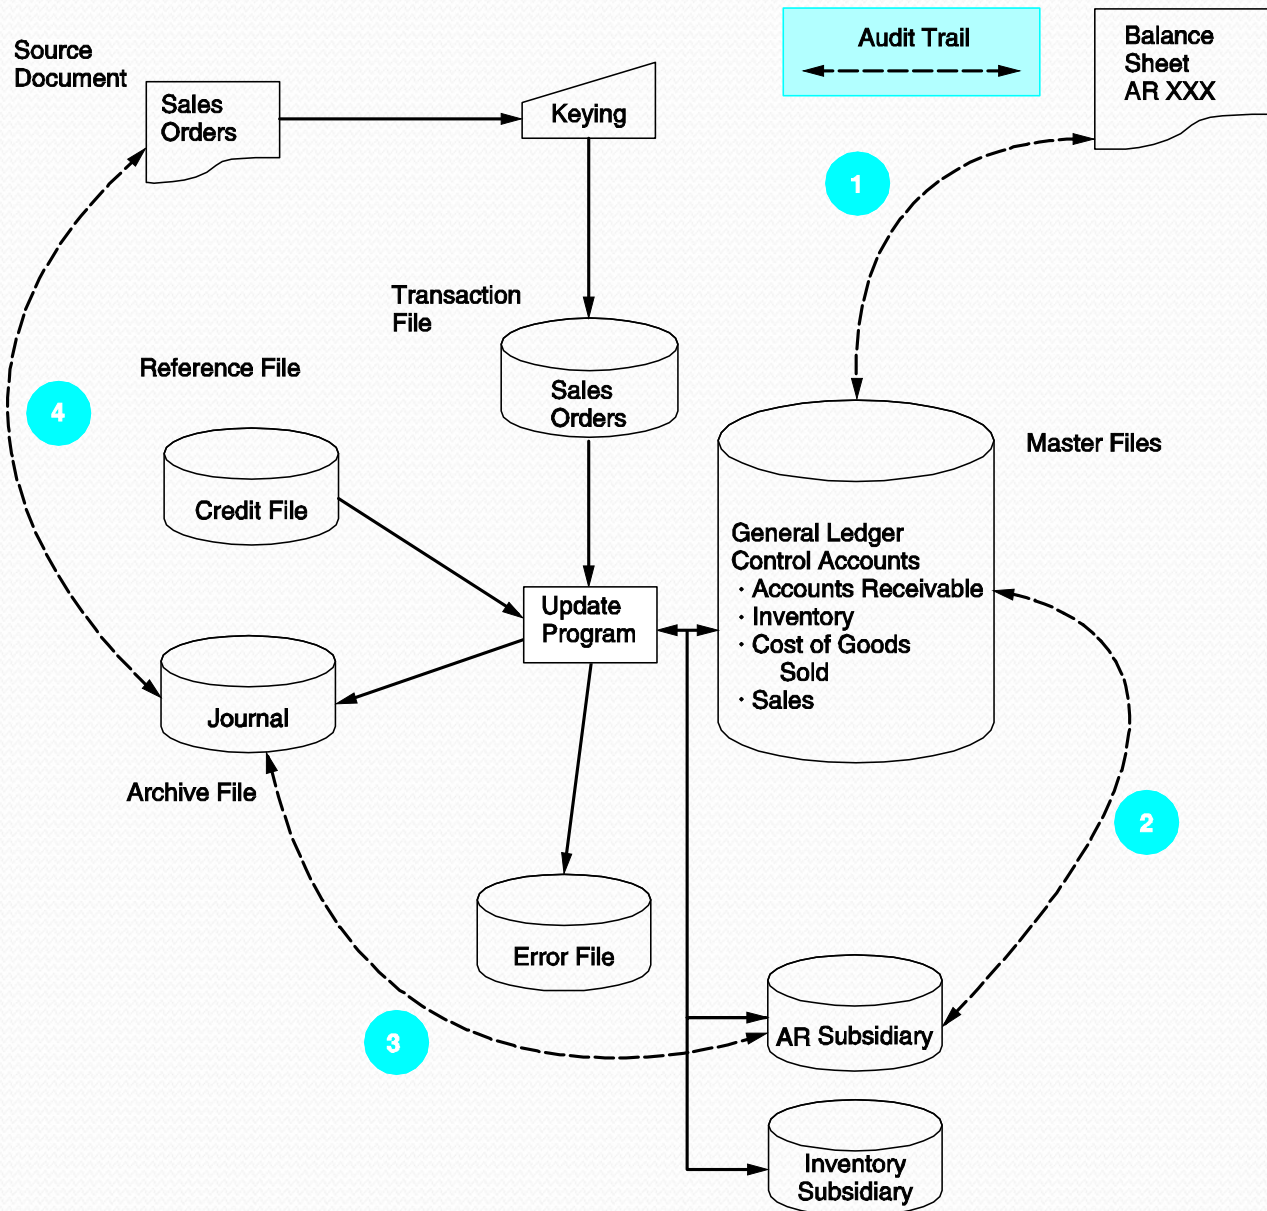 Source
Document
Sales
Orders
Keying
Audit Trail
Balance
Sheet
AR XXX
1
Transaction
File
Sales
Orders
Reference File
4
Credit File
Master Files
General Ledger
Control Accounts
· Accounts Receivable
· Inventory
· Cost of Goods
Sold
· Sales
Update
Program
Journal
Archive File
2
Error File
3
AR Subsidiary
Inventory
Subsidiary